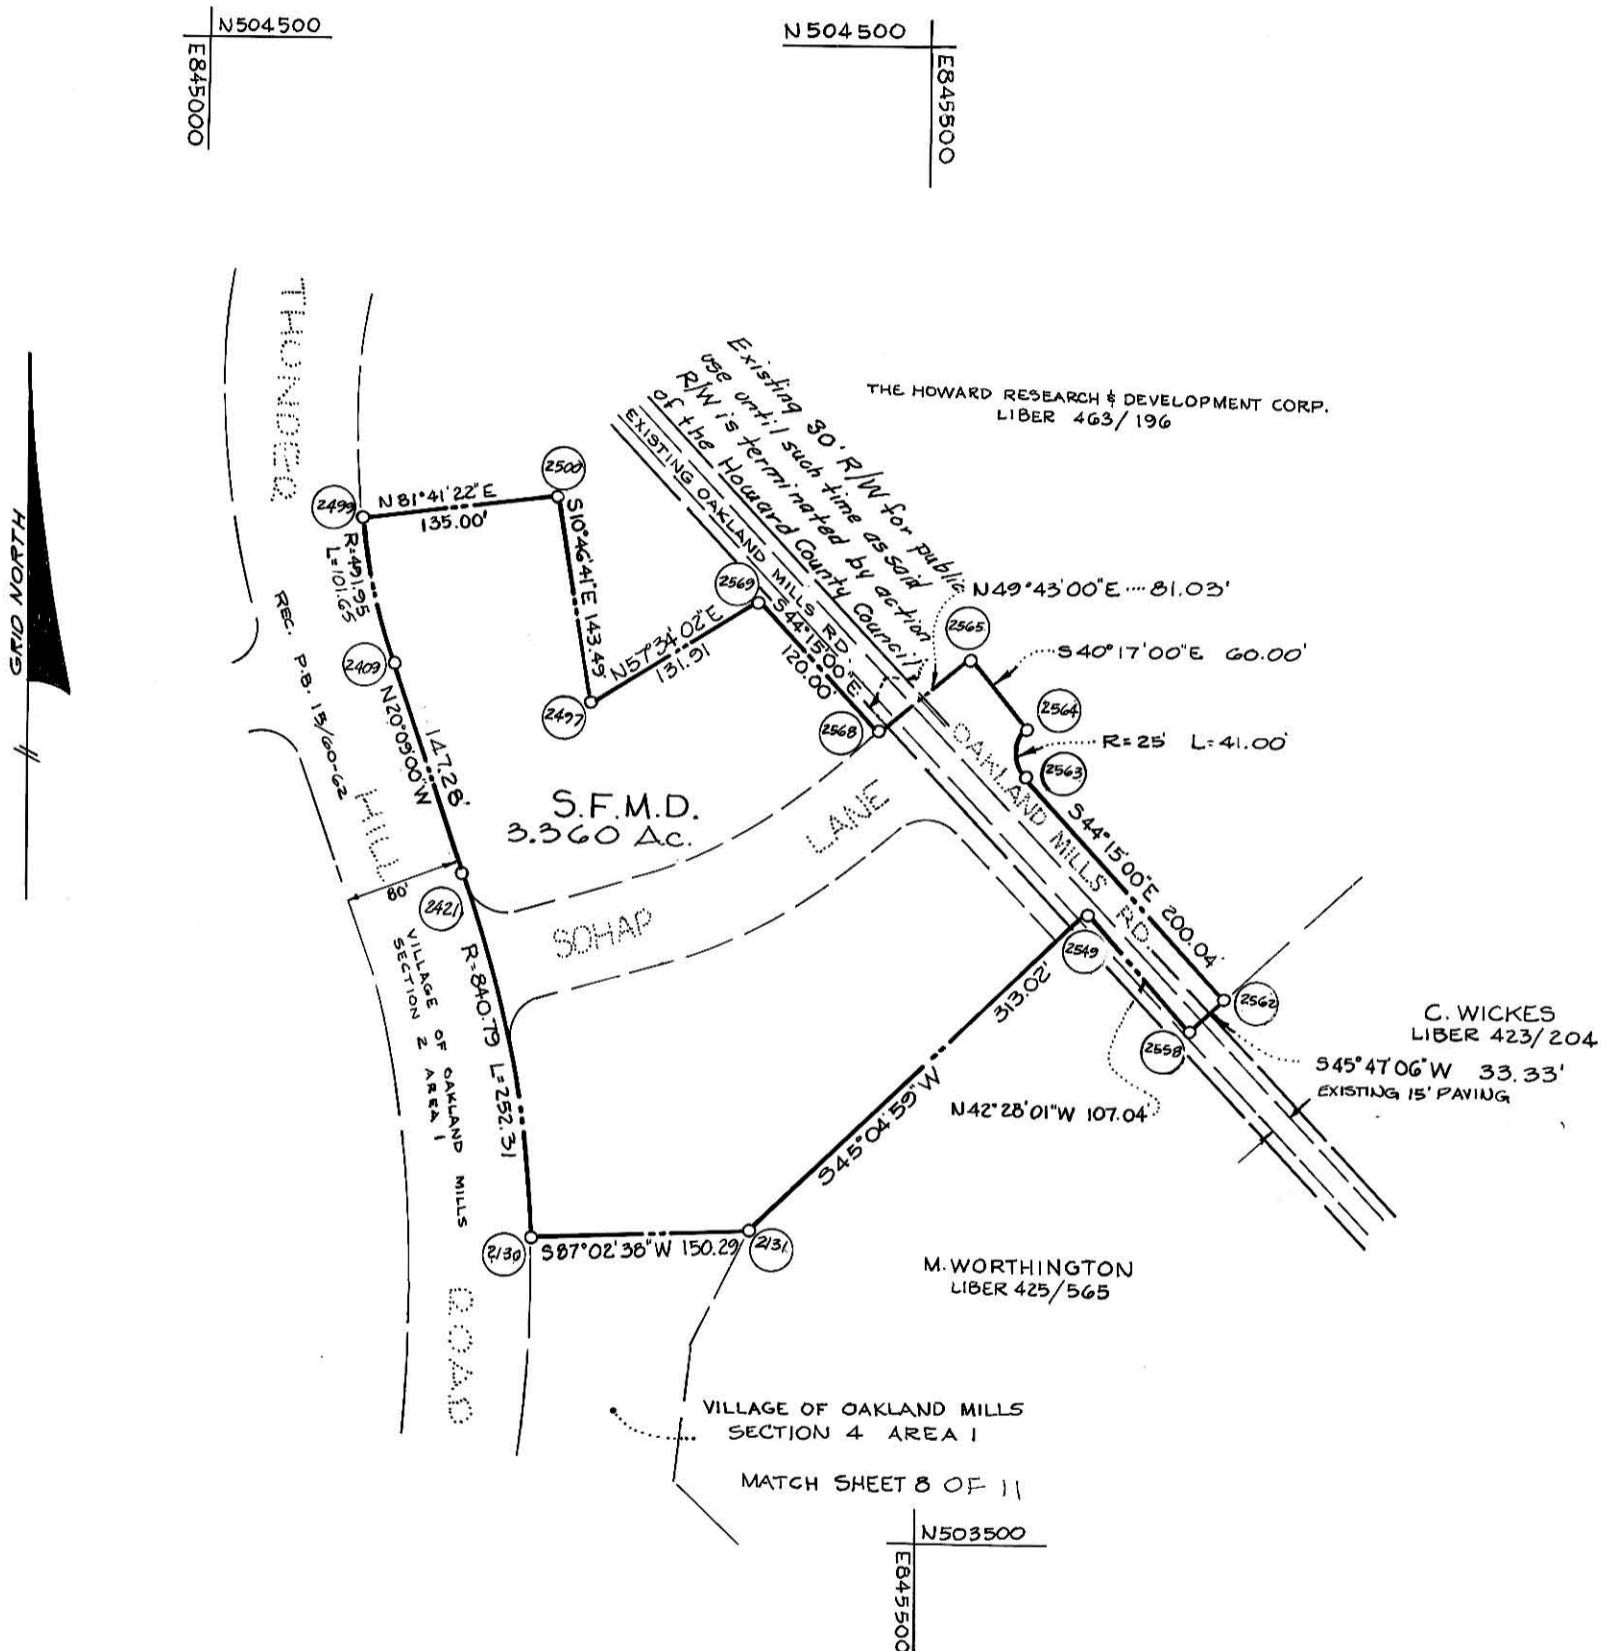 N504500
E845000
N504500
E845500
GRID NORTH
THUNDER
HILL
ROAD
REC. P.B. 15/60-62
THE HOWARD RESEARCH & DEVELOPMENT CORP.
LIBER 463/196
Existing 30' R/W for public
use until such time as said
R/W is terminated by action
of the Howard County Council
EXISTING OAKLAND MILLS RD.
2500
2499
N81°41'22"E
135.00'
S10°46'41"E 143.49'
R=491.95
L=101.65
2569
N57°34'02"E
131.91
S44°15'00"E
120.00'
N49°43'00"E....81.03'
2565
S40°17'00"E 60.00'
2409
N20°09'00"W
147.28'
2497
2568
2564
R=25' L=41.00'
2563
OAKLAND MILLS RD.
S44°15'00"E 200.04'
S.F.M.D.
3.360 Ac.
SOHAP
LANE
80'
2421
R=840.79 L=252.31
VILLAGE OF OAKLAND MILLS
SECTION 2 AREA 1
2549
2562
2558
313.02'
S45°04'59"W
C. WICKES
LIBER 423/204
S45°47'06"W 33.33'
EXISTING 15' PAVING
N42°28'01"W 107.04'
2130
S87°02'38"W 150.29
2131
M. WORTHINGTON
LIBER 425/565
VILLAGE OF OAKLAND MILLS
SECTION 4 AREA 1
MATCH SHEET 8 OF 11
N503500
E845500